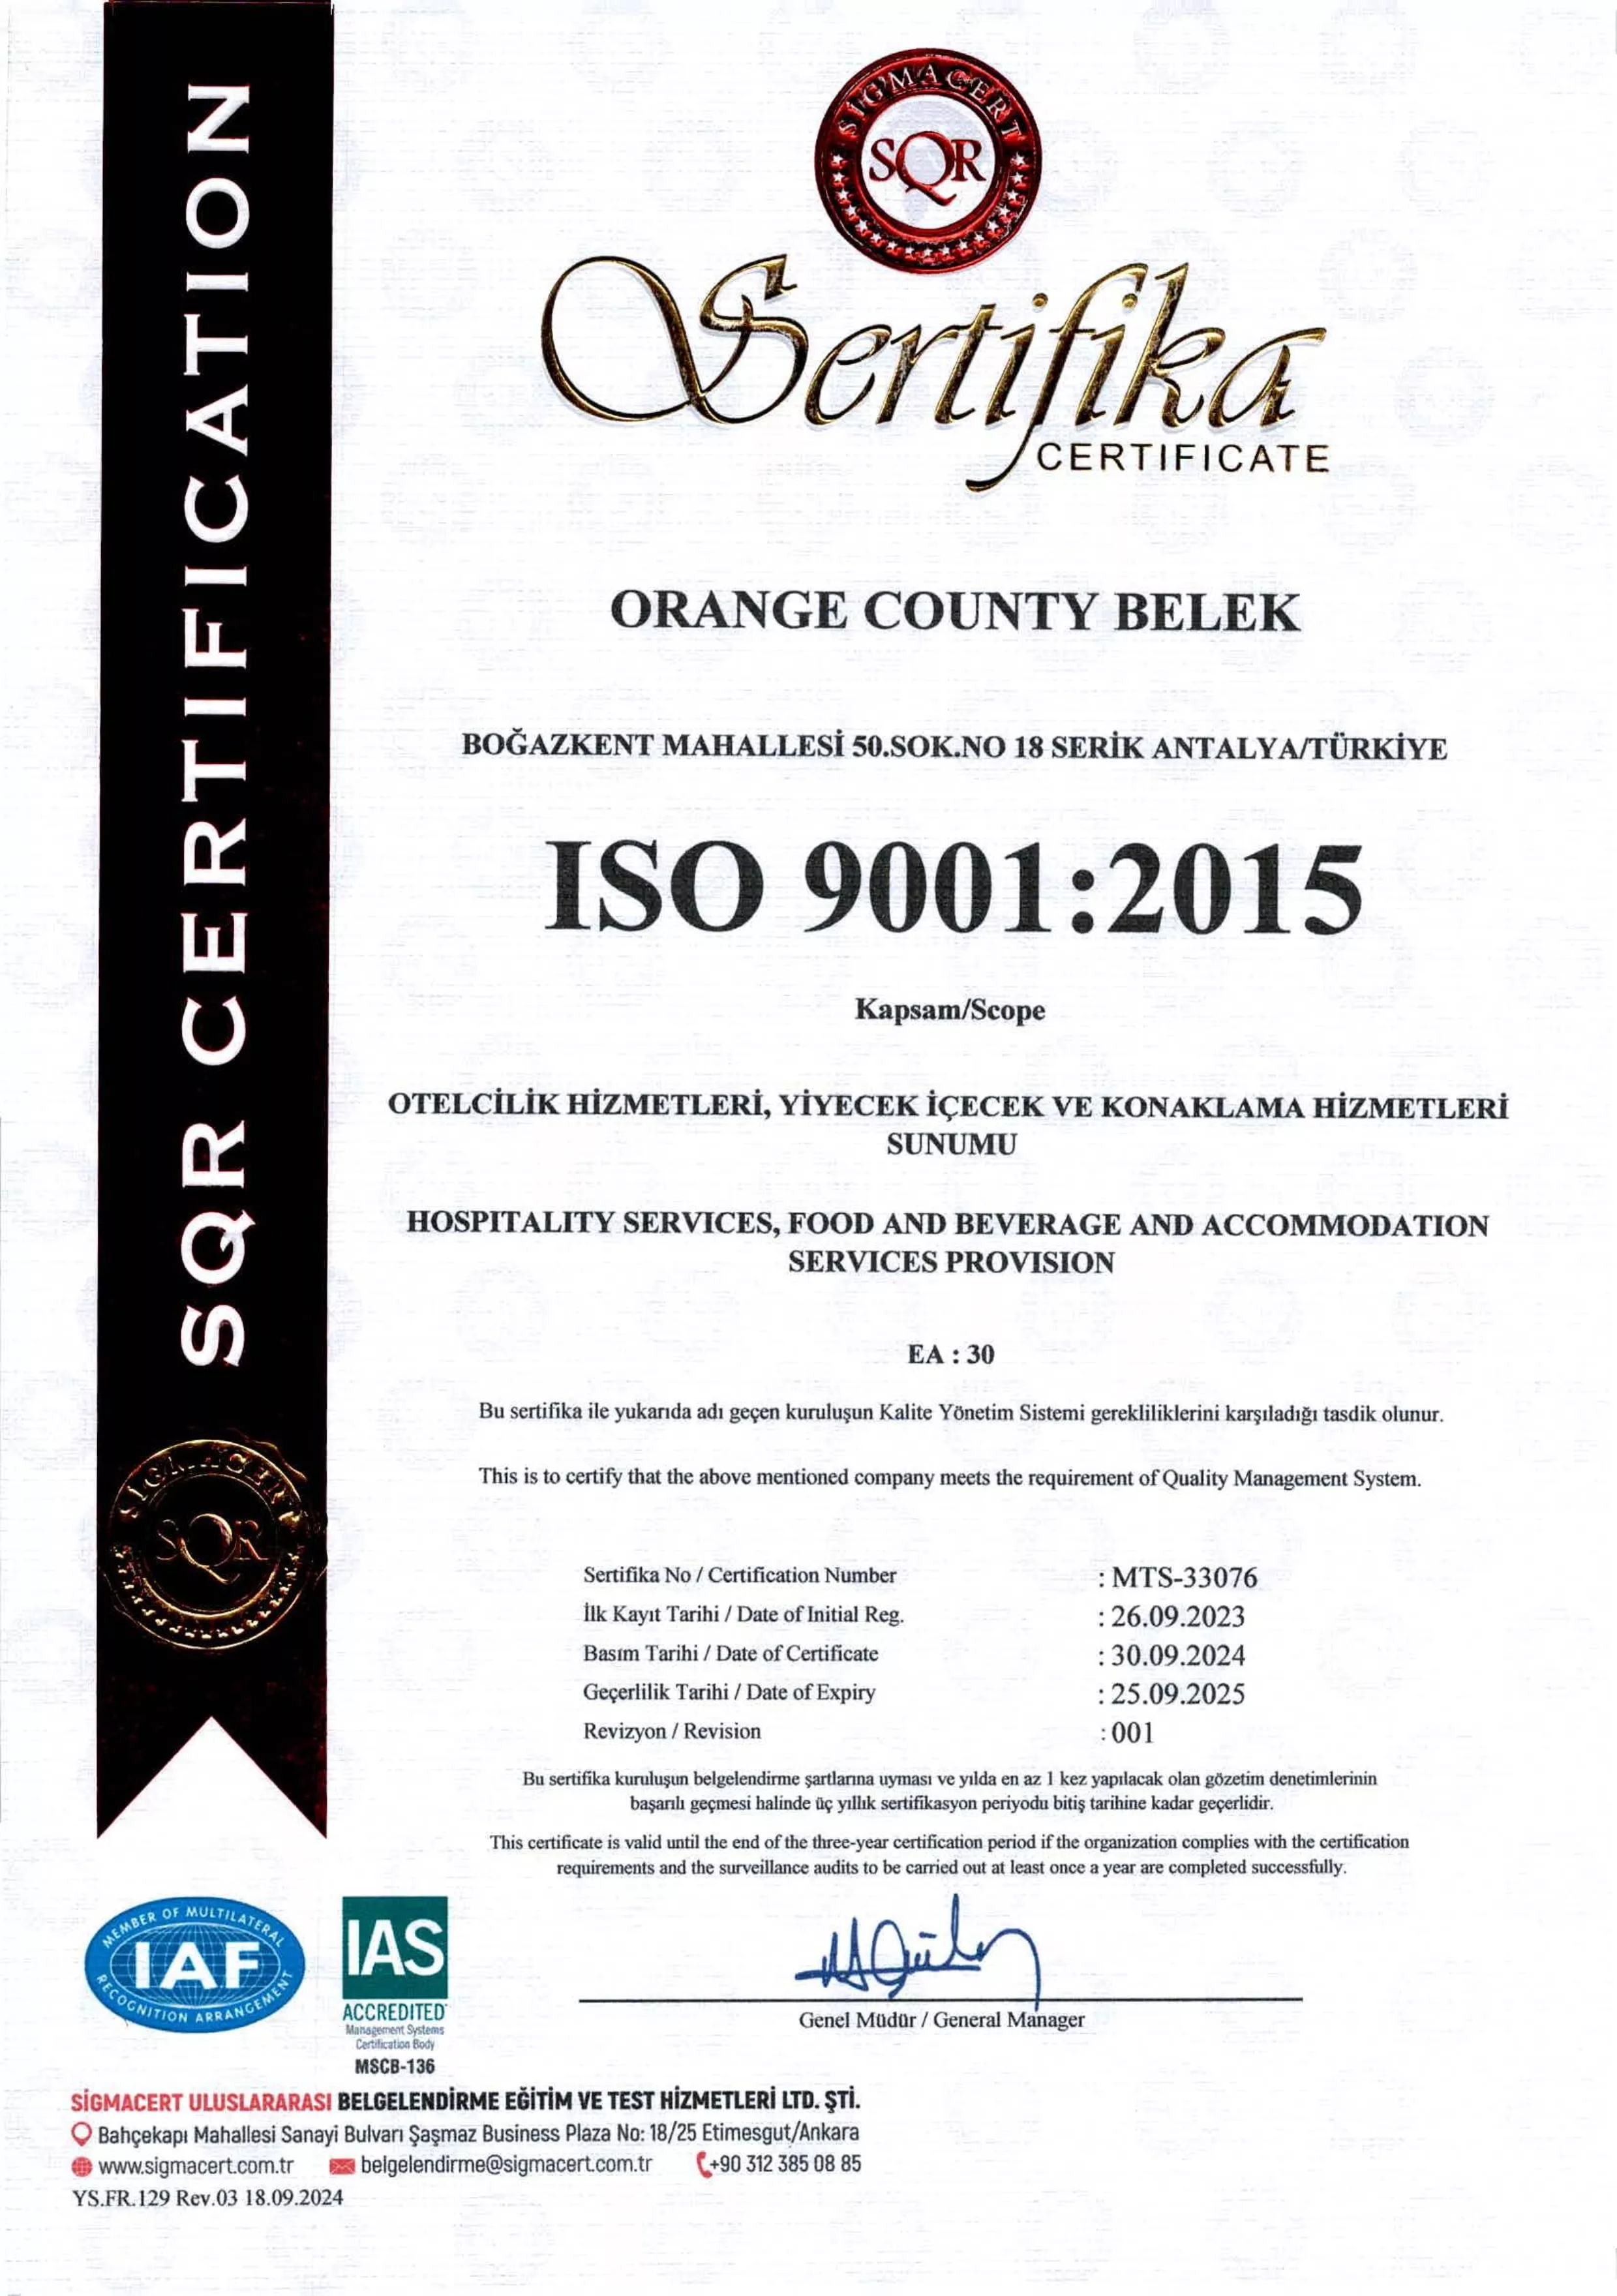 SQR CERTIFICATION
SİGMACERT
SQR
Sertifika
CERTIFICATE
ORANGE COUNTY BELEK
BOĞAZKENT MAHALLESİ 50.SOK.NO 18 SERİK ANTALYA/TÜRKİYE
ISO 9001:2015
Kapsam/Scope
OTELCİLİK HİZMETLERİ, YİYECEK İÇECEK VE KONAKLAMA HİZMETLERİ
SUNUMU
HOSPITALITY SERVICES, FOOD AND BEVERAGE AND ACCOMMODATION
SERVICES PROVISION
EA : 30
Bu sertifika ile yukarıda adı geçen kuruluşun Kalite Yönetim Sistemi gerekliliklerini karşıladığı tasdik olunur.
This is to certify that the above mentioned company meets the requirement of Quality Management System.
SİGMACERT
SQR
Sertifika No / Certification Number : MTS-33076
İlk Kayıt Tarihi / Date of Initial Reg. : 26.09.2023
Basım Tarihi / Date of Certificate : 30.09.2024
Geçerlilik Tarihi / Date of Expiry : 25.09.2025
Revizyon / Revision : 001
Bu sertifika kuruluşun belgelendirme şartlarına uyması ve yılda en az 1 kez yapılacak olan gözetim denetimlerinin
başarılı geçmesi halinde üç yıllık sertifikasyon periyodu bitiş tarihine kadar geçerlidir.
This certificate is valid until the end of the three-year certification period if the organization complies with the certification
requirements and the surveillance audits to be carried out at least once a year are completed successfully.
MEMBER OF MULTILATERAL
IAF
RECOGNITION ARRANGEMENT
IAS
ACCREDITED
Management Systems
Certification Body
MSCB-136
Genel Müdür / General Manager
SİGMACERT ULUSLARARASI BELGELENDİRME EĞİTİM VE TEST HİZMETLERİ LTD. ŞTİ.
Bahçekapı Mahallesi Sanayi Bulvarı Şaşmaz Business Plaza No: 18/25 Etimesgut/Ankara
www.sigmacert.com.tr belgelendirme@sigmacert.com.tr +90 312 385 08 85
YS.FR.129 Rev.03 18.09.2024